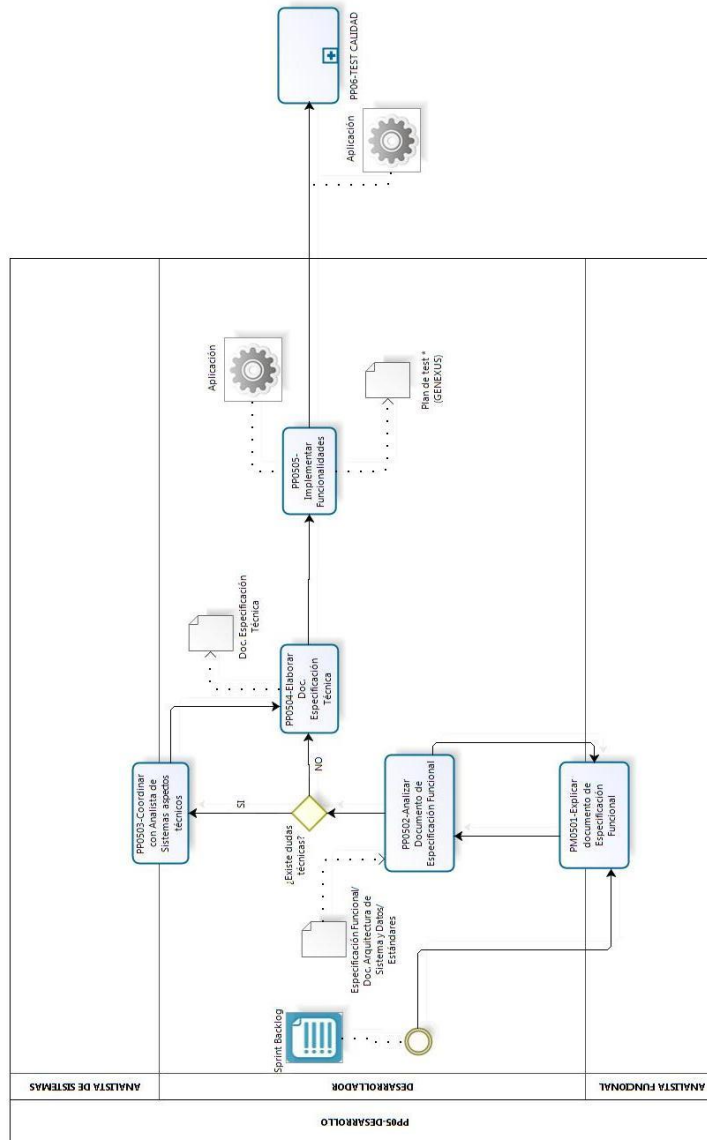 PP05-DESARROLLO
ANALISTA DE SISTEMAS
DESARROLLADOR
ANALISTA FUNCIONAL
Sprint Backlog
Especificación Funcional/
Doc. Arquitectura de
Sistema y Datos/
Estándares
PM0501-Explicar
documento de
Especificación
Funcional
PP0502-Analizar
Documento de
Especificación Funcional
¿Existe dudas
técnicas?
SI
NO
PP0503-Coordinar
con Analista de
Sistemas aspectos
técnicos
PP0504-Elaborar
Doc.
Especificación
Técnica
Doc. Especificación
Técnica
PP0505-
Implementar
Funcionalidades
Aplicación
Plan de test *
(GENEXUS)
Aplicación
PP06-TEST CALIDAD